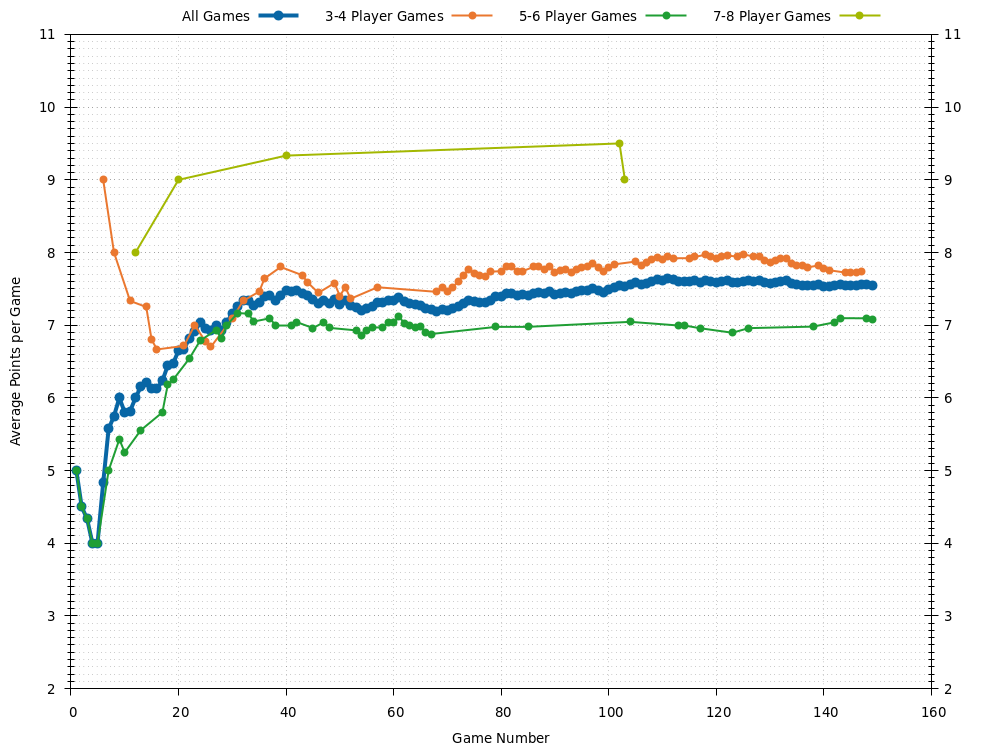 All Games 3-4 Player Games 5-6 Player Games 7-8 Player Games
11 11
10 10
9 9
8 8
7 7
6 6
5 5
4 4
3 3
2 2
Average Points per Game
0 20 40 60 80 100 120 140 160
Game Number